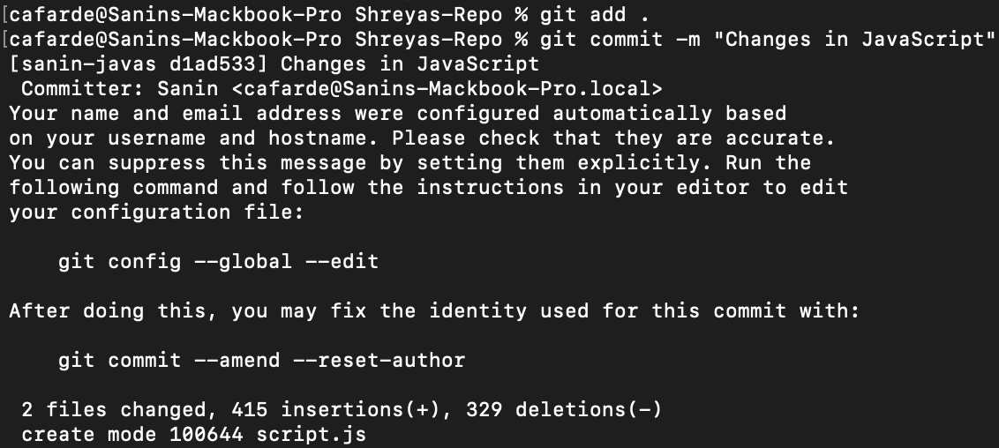 [cafarde@Sanins-Mackbook-Pro Shreyas-Repo % git add .
[cafarde@Sanins-Mackbook-Pro Shreyas-Repo % git commit -m "Changes in JavaScript"
[sanin-javas d1ad533] Changes in JavaScript
 Committer: Sanin <cafarde@Sanins-Mackbook-Pro.local>
Your name and email address were configured automatically based
on your username and hostname. Please check that they are accurate.
You can suppress this message by setting them explicitly. Run the
following command and follow the instructions in your editor to edit
your configuration file:

    git config --global --edit

After doing this, you may fix the identity used for this commit with:

    git commit --amend --reset-author

 2 files changed, 415 insertions(+), 329 deletions(-)
 create mode 100644 script.js